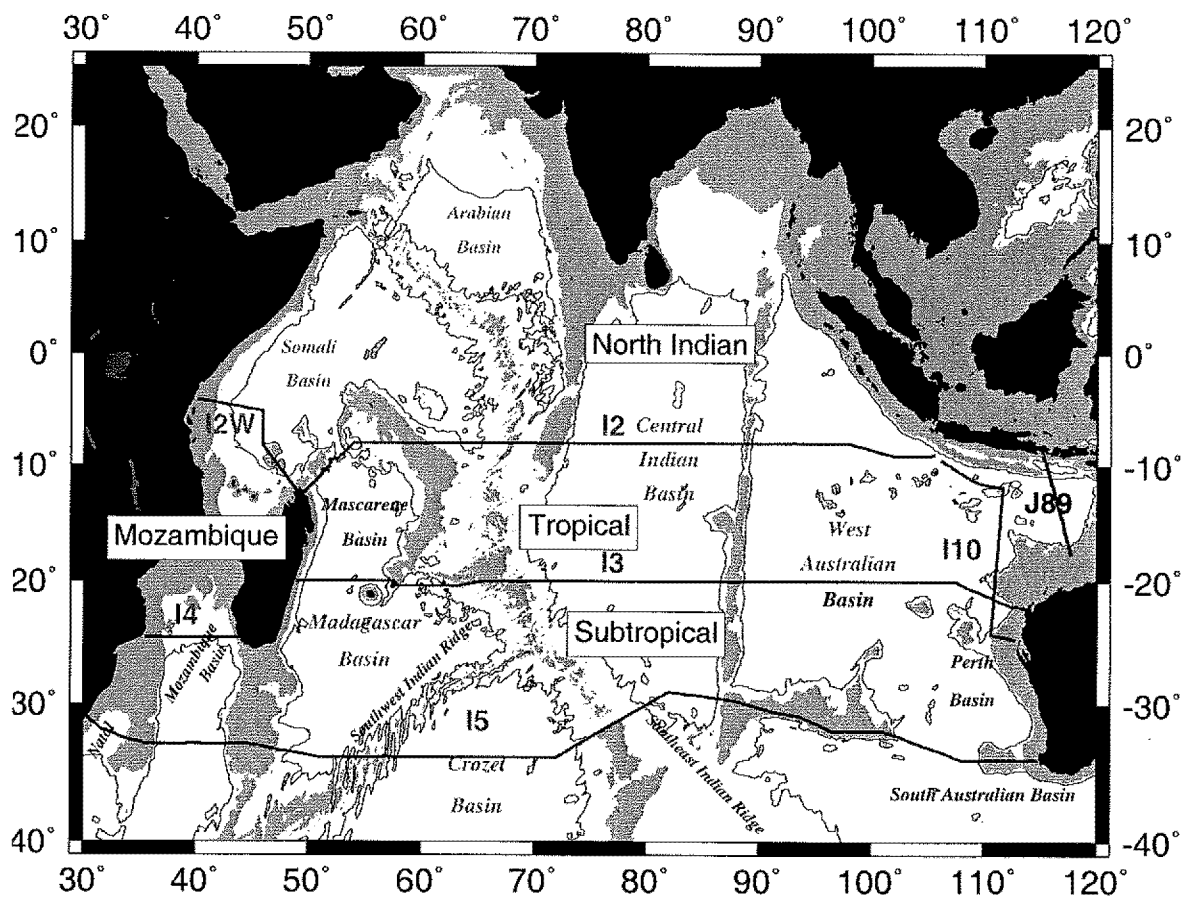 30° 40° 50° 60° 70° 80° 90° 100° 110° 120°
20° 20°
Arabian
Basin
10° 10°
North Indian
Somali
Basin
0° 0°
I2W
I2 Central
Indian
Basin
10° -10°
Mascarene
Basin
J89
Mozambique
Tropical
West
Australian
Basin
I10
I3
20° -20°
I4
Mozambique
Basin
Madagascar
Basin
Subtropical
Southwest Indian Ridge
Perth
Basin
30° -30°
Natal
I5
Crozet
Basin
Southeast Indian Ridge
South Australian Basin
40° -40°
30° 40° 50° 60° 70° 80° 90° 100° 110° 120°